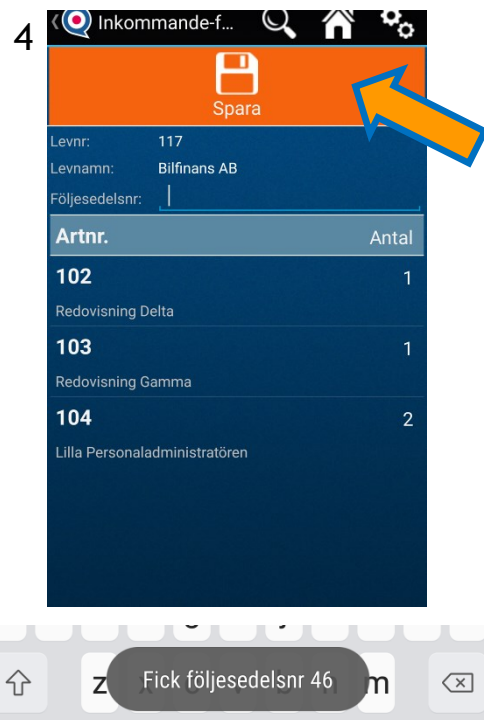 4
Inkommande-f...
Spara
Levnr: 117
Levnamn: Bilfinans AB
Följesedelsnr:
Artnr. Antal
102 1
Redovisning Delta
103 1
Redovisning Gamma
104 2
Lilla Personaladministratören
z m
Fick följesedelsnr 46